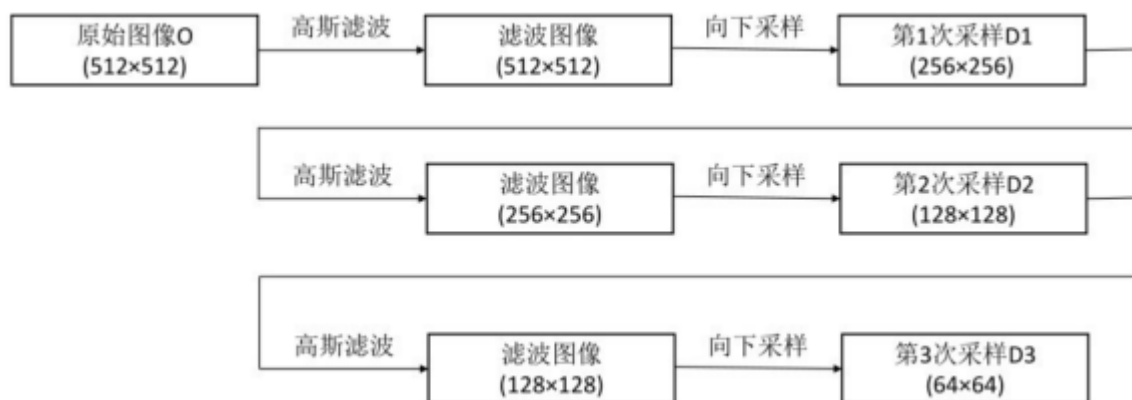 原始图像O
(512×512)
高斯滤波
滤波图像
(512×512)
向下采样
第1次采样D1
(256×256)
高斯滤波
滤波图像
(256×256)
向下采样
第2次采样D2
(128×128)
高斯滤波
滤波图像
(128×128)
向下采样
第3次采样D3
(64×64)